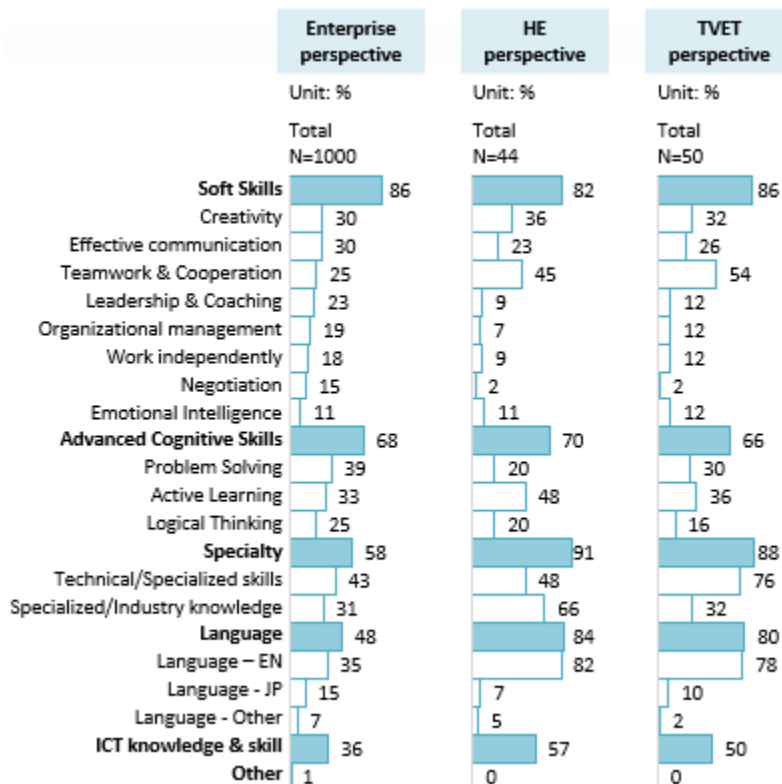 Enterprise perspective HE perspective TVET perspective
Unit: % Unit: % Unit: %
Total Total Total
N=1000 N=44 N=50
Soft Skills 86 82 86
Creativity 30 36 32
Effective communication 30 23 26
Teamwork & Cooperation 25 45 54
Leadership & Coaching 23 9 12
Organizational management 19 7 12
Work independently 18 9 12
Negotiation 15 2 2
Emotional Intelligence 11 11 12
Advanced Cognitive Skills 68 70 66
Problem Solving 39 20 30
Active Learning 33 48 36
Logical Thinking 25 20 16
Specialty 58 91 88
Technical/Specialized skills 43 48 76
Specialized/Industry knowledge 31 66 32
Language 48 84 80
Language – EN 35 82 78
Language - JP 15 7 10
Language - Other 7 5 2
ICT knowledge & skill 36 57 50
Other 1 0 0